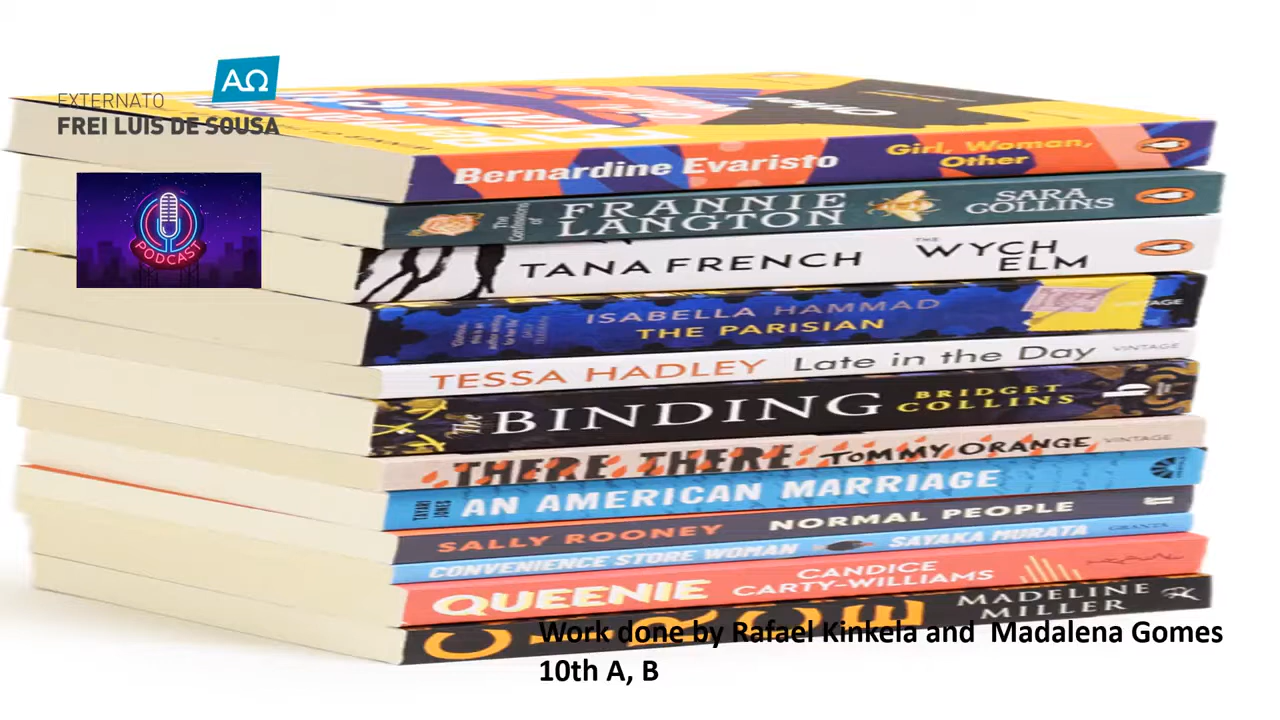 ΑΩ
EXTERNATO
FREI LUIS DE SOUSA
PODCAST
Bernardine Evaristo
Girl, Woman,
Other
The
Confessions
of
FRANNIE
LANGTON
SARA
COLLINS
TANA FRENCH
THE
WYCH
ELM
ISABELLA HAMMAD
THE PARISIAN
VINTAGE
TESSA HADLEY Late in the Day VINTAGE
The BINDING
BRIDGET
COLLINS
THERE THERE TOMMY ORANGE VINTAGE
TAYARI
JONES
AN AMERICAN MARRIAGE
SALLY ROONEY NORMAL PEOPLE
CONVENIENCE STORE WOMAN SAYAKA MURATA GRANTA
QUEENIE
CANDICE
CARTY-WILLIAMS
MADELINE
MILLER
Work done by Rafael Kinkela and Madalena Gomes
10th A, B